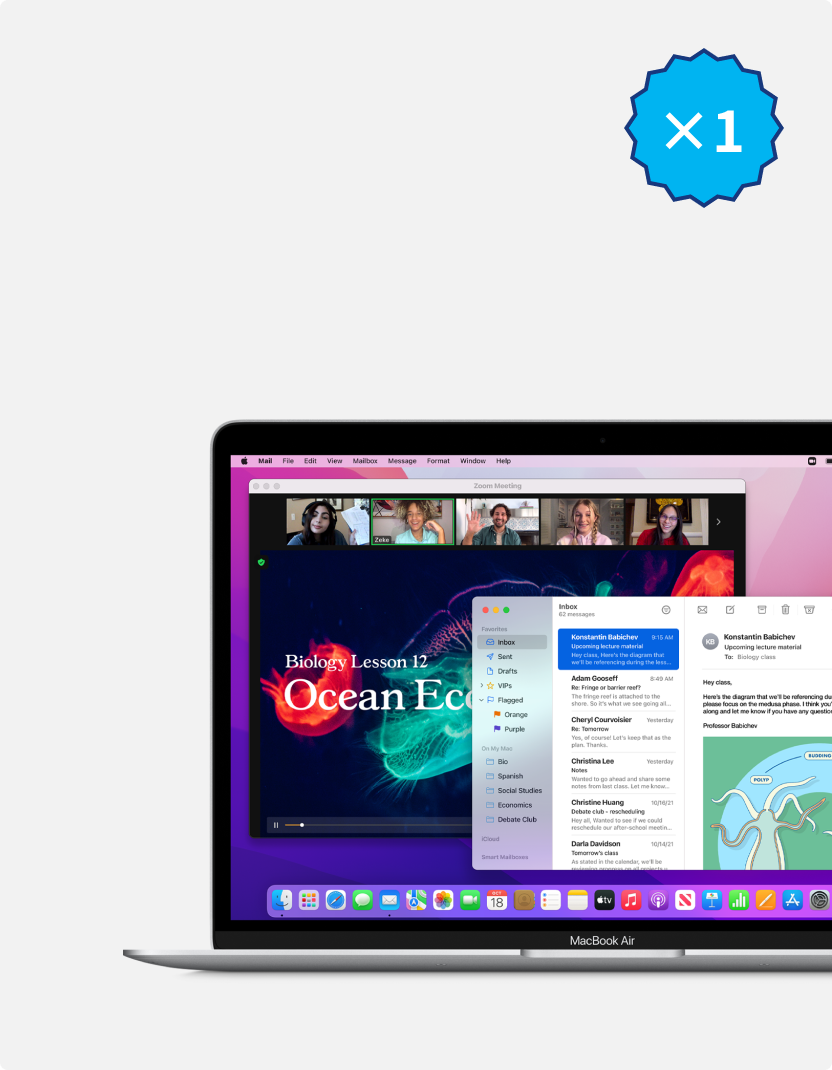 ×1
Mail File Edit View Mailbox Message Format Window Help
Zoom Meeting
Zeke
Biology Lesson 12
Ocean Eco
Favorites
Inbox
Sent
Drafts
VIPs
Flagged
Orange
Purple
On My Mac
Bio
Spanish
Social Studies
Economics
Debate Club
iCloud
Smart Mailboxes
Inbox
62 messages
Konstantin Babichev 9:15 AM
Upcoming lecture material
Hey class, Here's the diagram that
we'll be referencing during the less...
Adam Gooseff 8:49 AM
Re: Fringe or barrier reef?
The fringe reef is attached to the
shore. So it's what we see going all...
Cheryl Courvoisier Yesterday
Re: Tomorrow
Yes, of course! Let's keep that as the
plan. Thanks.
Christina Lee Yesterday
Notes
Wanted to go ahead and share some
notes from last class. Let me know...
Christine Huang 10/16/21
Debate club - rescheduling
Hey all, Wanted to see if we could
reschedule our after-school meetin...
Darla Davidson 10/14/21
Tomorrow's class
As stated in the calendar, we'll be
reviewing progress on all projects
KB
Konstantin Babichev
Upcoming lecture material
To: Biology class
Hey class,
Here's the diagram that we'll be referencing
please focus on the medusa phase. I think you'
along and let me know if you have any
Professor Babichev
BUDDING
POLYP
OCT
18
tv
MacBook Air